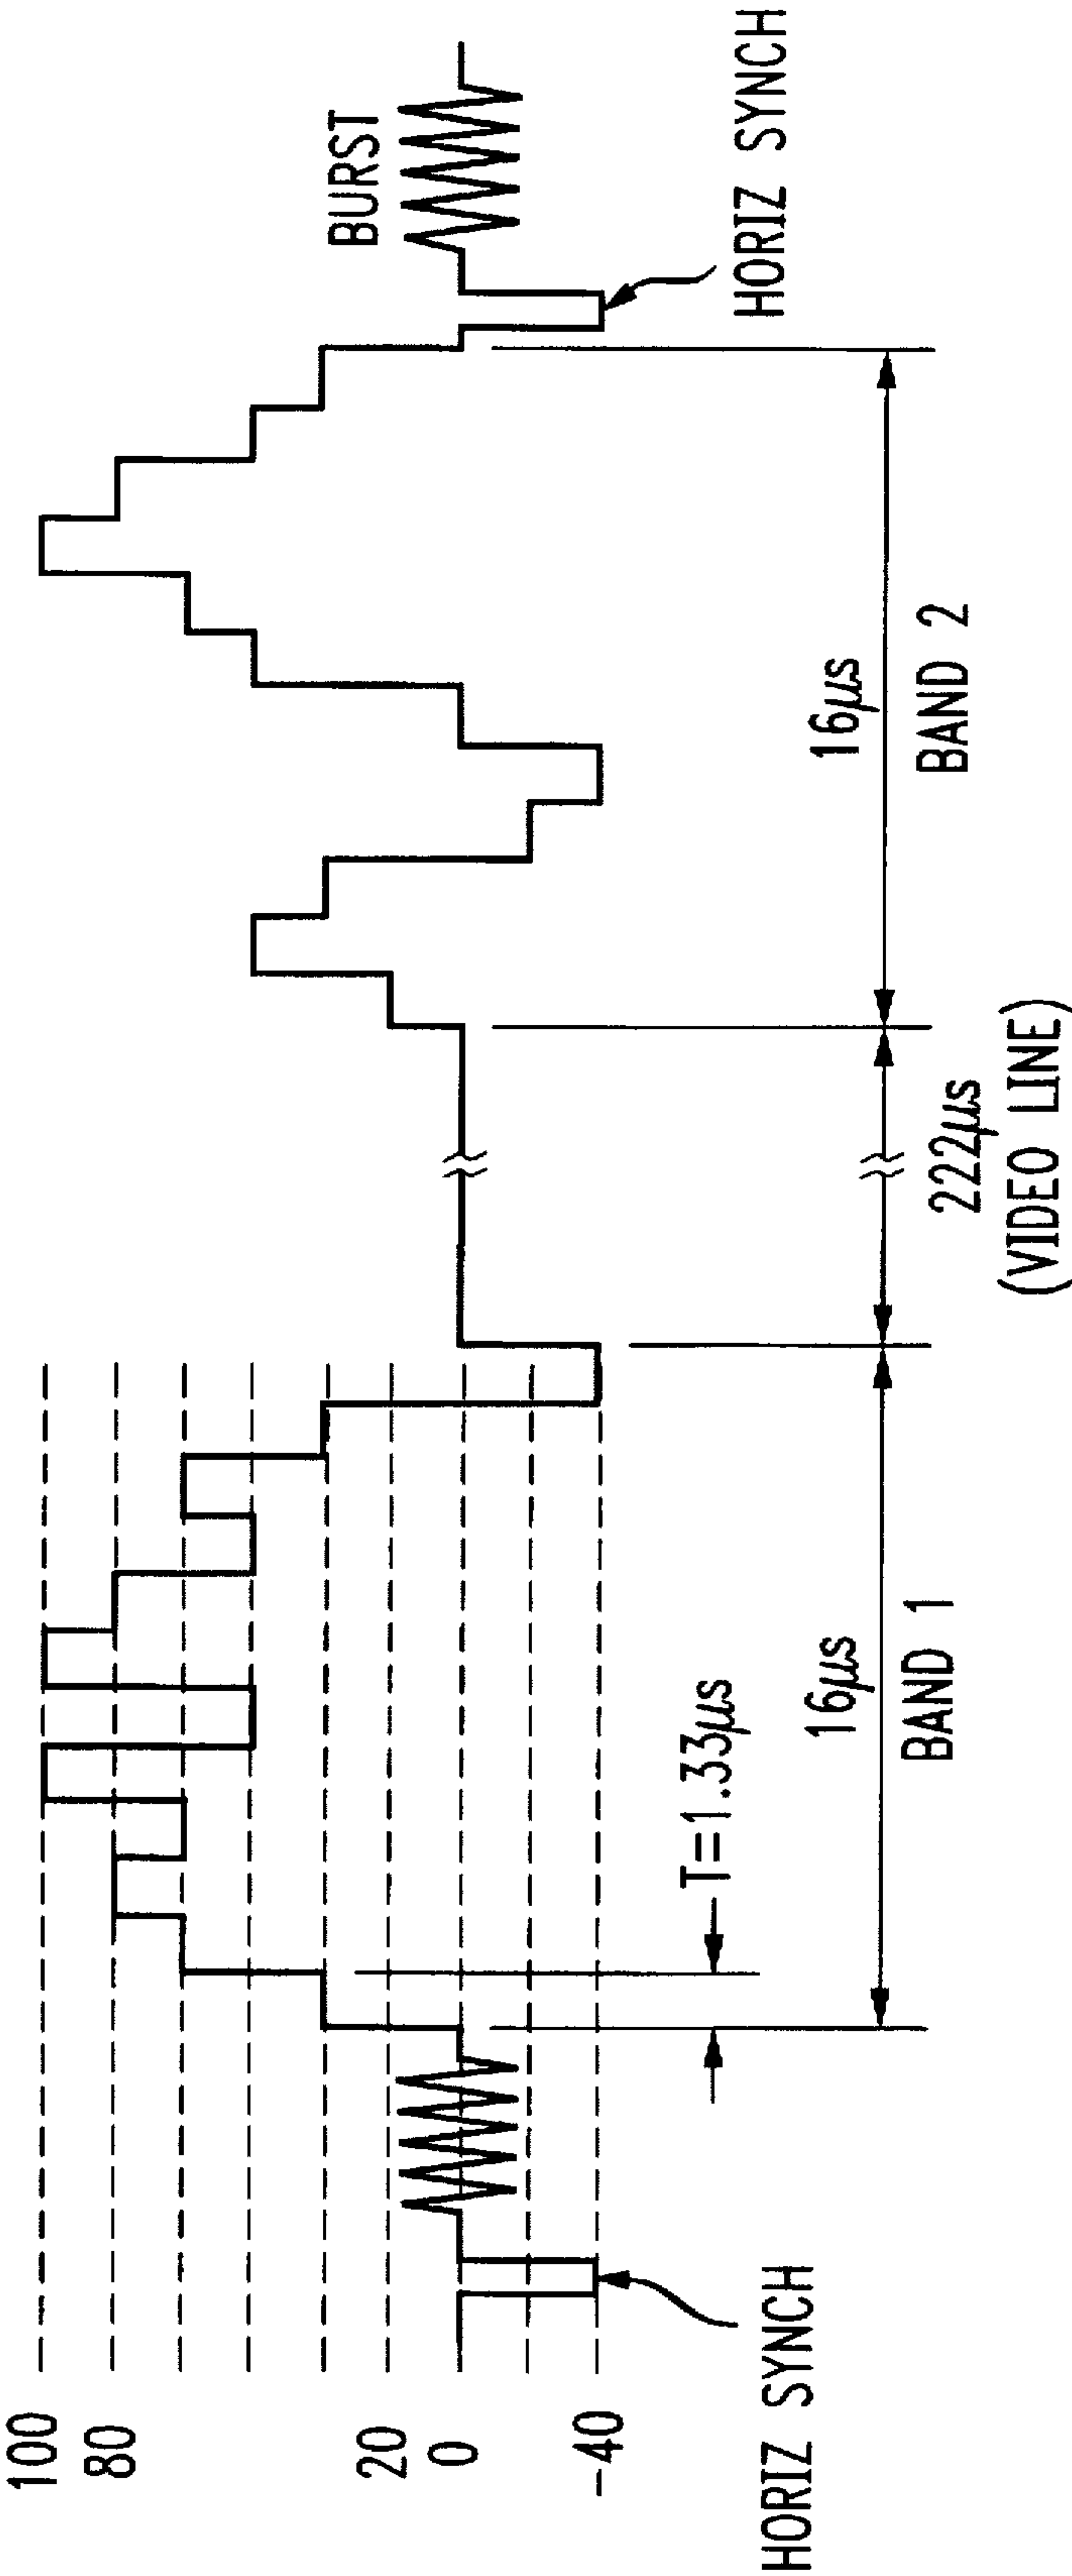 100
80
20
0
-40
HORIZ SYNCH
T=1.33µs
16µs
BAND 1
222µs
(VIDEO LINE)
16µs
BAND 2
BURST
HORIZ SYNCH